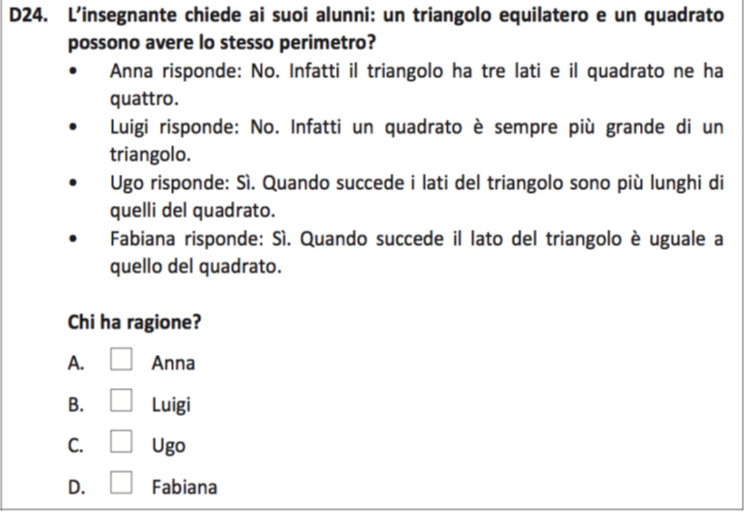 D24. L'insegnante chiede ai suoi alunni: un triangolo equilatero e un quadrato
possono avere lo stesso perimetro?
• Anna risponde: No. Infatti il triangolo ha tre lati e il quadrato ne ha
quattro.
• Luigi risponde: No. Infatti un quadrato è sempre più grande di un
triangolo.
• Ugo risponde: Sì. Quando succede i lati del triangolo sono più lunghi di
quelli del quadrato.
• Fabiana risponde: Sì. Quando succede il lato del triangolo è uguale a
quello del quadrato.
Chi ha ragione?
A. ☐ Anna
B. ☐ Luigi
C. ☐ Ugo
D. ☐ Fabiana